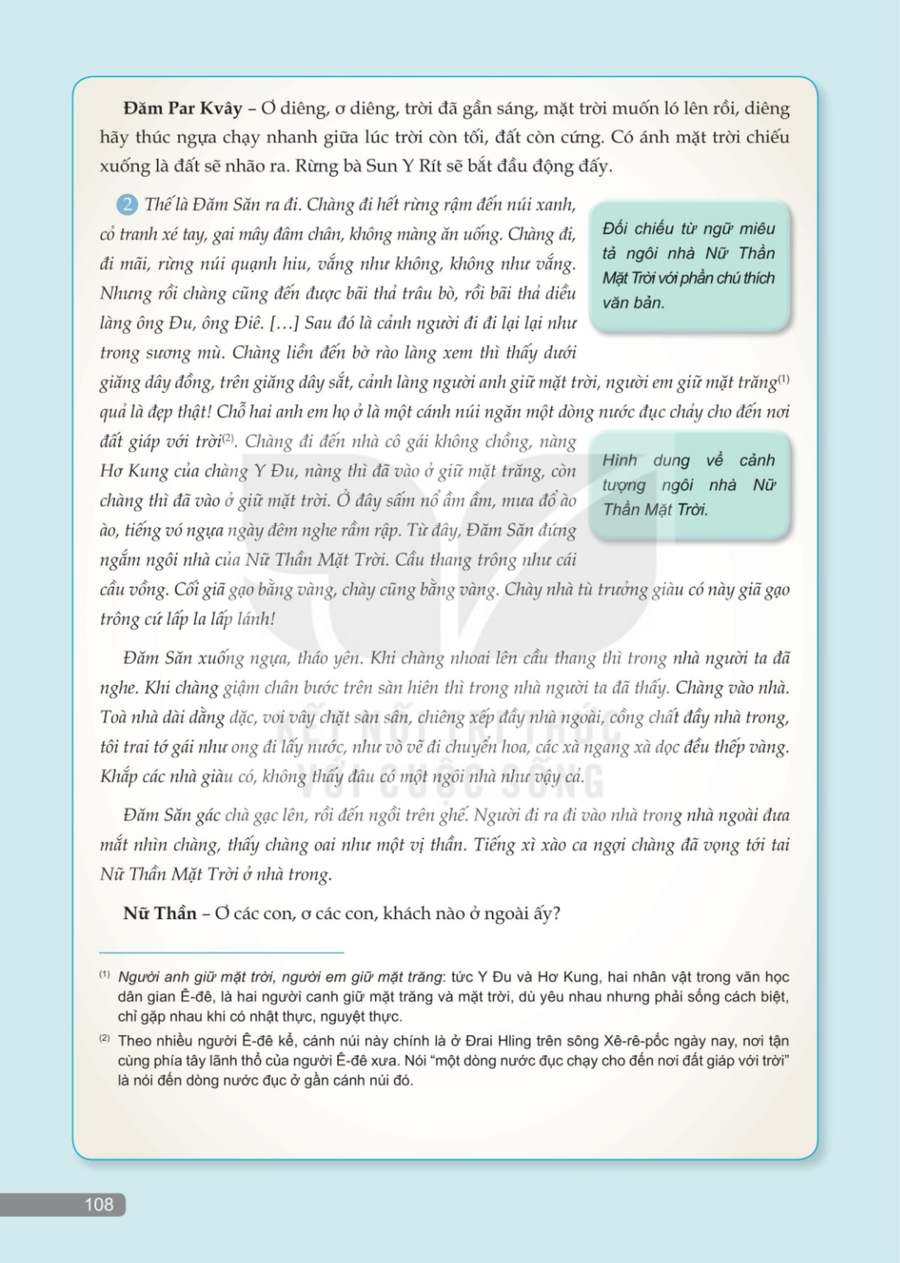 Đăm Par Kvây – Ơ diêng, ơ diêng, trời đã gần sáng, mặt trời muốn ló lên rồi, diêng
hãy thúc ngựa chạy nhanh giữa lúc trời còn tối, đất còn cứng. Có ánh mặt trời chiếu
xuống là đất sẽ nhão ra. Rừng bà Sun Y Rít sẽ bắt đầu động đấy.
2 Thế là Đăm Săn ra đi. Chàng đi hết rừng rậm đến núi xanh,
cỏ tranh xé tay, gai mây đâm chân, không màng ăn uống. Chàng đi,
đi mãi, rừng núi quạnh hiu, vắng như không, không như vắng.
Nhưng rồi chàng cũng đến được bãi thả trâu bò, rồi bãi thả diều
làng ông Đu, ông Điê. […] Sau đó là cảnh người đi đi lại lại như
trong sương mù. Chàng liền đến bờ rào làng xem thì thấy dưới
giăng dây đồng, trên giăng dây sắt, cảnh làng người anh giữ mặt trời, người em giữ mặt trăng(1)
quả là đẹp thật! Chỗ hai anh em họ ở là một cánh núi ngăn một dòng nước đục chảy cho đến nơi
đất giáp với trời(2). Chàng đi đến nhà cô gái không chồng, nàng
Hơ Kung của chàng Y Đu, nàng thì đã vào ở giữ mặt trăng, còn
chàng thì đã vào ở giữ mặt trời. Ở đây sấm nổ ầm ầm, mưa đổ ào
ào, tiếng vó ngựa ngày đêm nghe rầm rập. Từ đây, Đăm Săn đứng
ngắm ngôi nhà của Nữ Thần Mặt Trời. Cầu thang trông như cái
cầu vồng. Cối giã gạo bằng vàng, chày cũng bằng vàng. Chày nhà tù trưởng giàu có này giã gạo
trông cứ lấp la lấp lánh!
Đối chiếu từ ngữ miêu
tả ngôi nhà Nữ Thần
Mặt Trời với phần chú thích
văn bản.
Hình dung về cảnh
tượng ngôi nhà Nữ
Thần Mặt Trời.
Đăm Săn xuống ngựa, tháo yên. Khi chàng nhoai lên cầu thang thì trong nhà người ta đã
nghe. Khi chàng giậm chân bước trên sàn hiên thì trong nhà người ta đã thấy. Chàng vào nhà.
Toà nhà dài dằng dặc, voi vây chặt sàn sân, chiêng xếp đầy nhà ngoài, cồng chất đầy nhà trong,
tôi trai tớ gái như ong đi lấy nước, như vò vẽ đi chuyển hoa, các xà ngang xà dọc đều thếp vàng.
Khắp các nhà giàu có, không thấy đâu có một ngôi nhà như vậy cả.
Đăm Săn gác chà gạc lên, rồi đến ngồi trên ghế. Người đi ra đi vào nhà trong nhà ngoài đưa
mắt nhìn chàng, thấy chàng oai như một vị thần. Tiếng xì xào ca ngợi chàng đã vọng tới tai
Nữ Thần Mặt Trời ở nhà trong.
Nữ Thần – Ơ các con, ơ các con, khách nào ở ngoài ấy?
KẾT NỐI TRI THỨC
VỚI CUỘC SỐNG
(1) Người anh giữ mặt trời, người em giữ mặt trăng: tức Y Đu và Hơ Kung, hai nhân vật trong văn học
dân gian Ê-đê, là hai người canh giữ mặt trăng và mặt trời, dù yêu nhau nhưng phải sống cách biệt,
chỉ gặp nhau khi có nhật thực, nguyệt thực.
(2) Theo nhiều người Ê-đê kể, cánh núi này chính là ở Đrai Hling trên sông Xê-rê-pốc ngày nay, nơi tận
cùng phía tây lãnh thổ của người Ê-đê xưa. Nói “một dòng nước đục chạy cho đến nơi đất giáp với trời”
là nói đến dòng nước đục ở gần cánh núi đó.
108